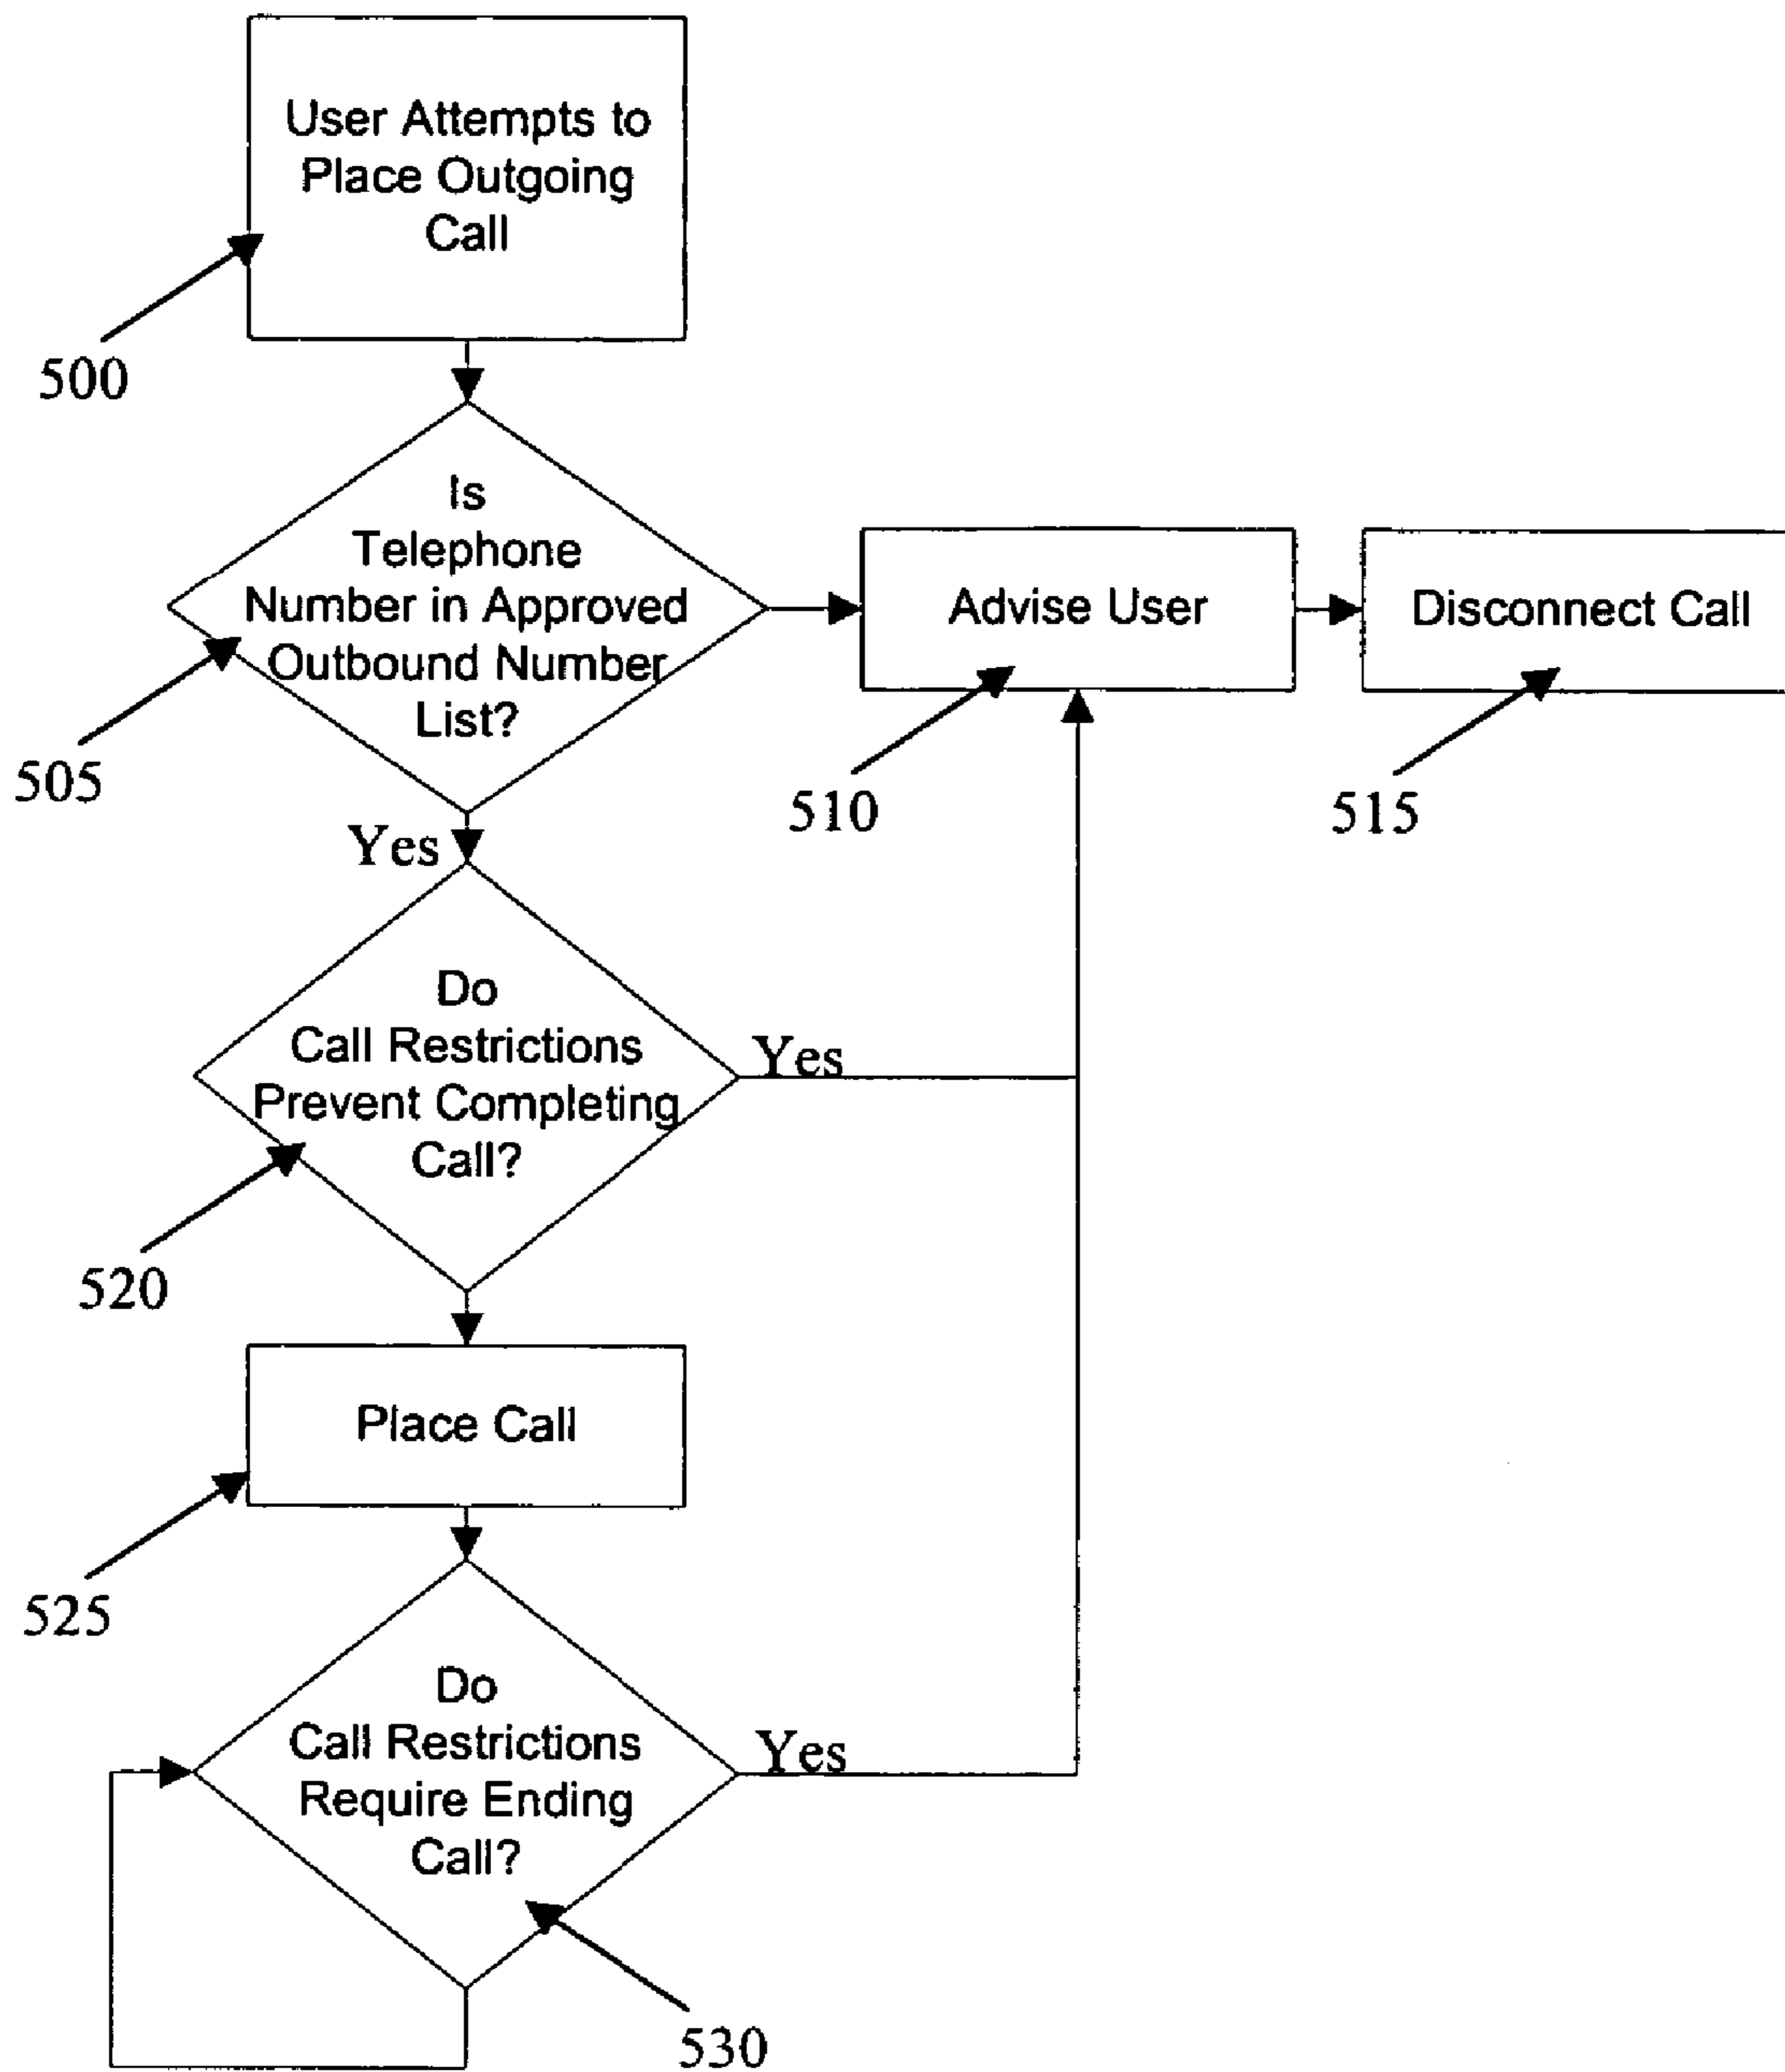 User Attempts to
Place Outgoing
Call
500
Is
Telephone
Number in Approved
Outbound Number
List?
505
Advise User
510
Disconnect Call
515
Yes
Do
Call Restrictions
Prevent Completing
Call?
Yes
520
Place Call
525
Do
Call Restrictions
Require Ending
Call?
Yes
530